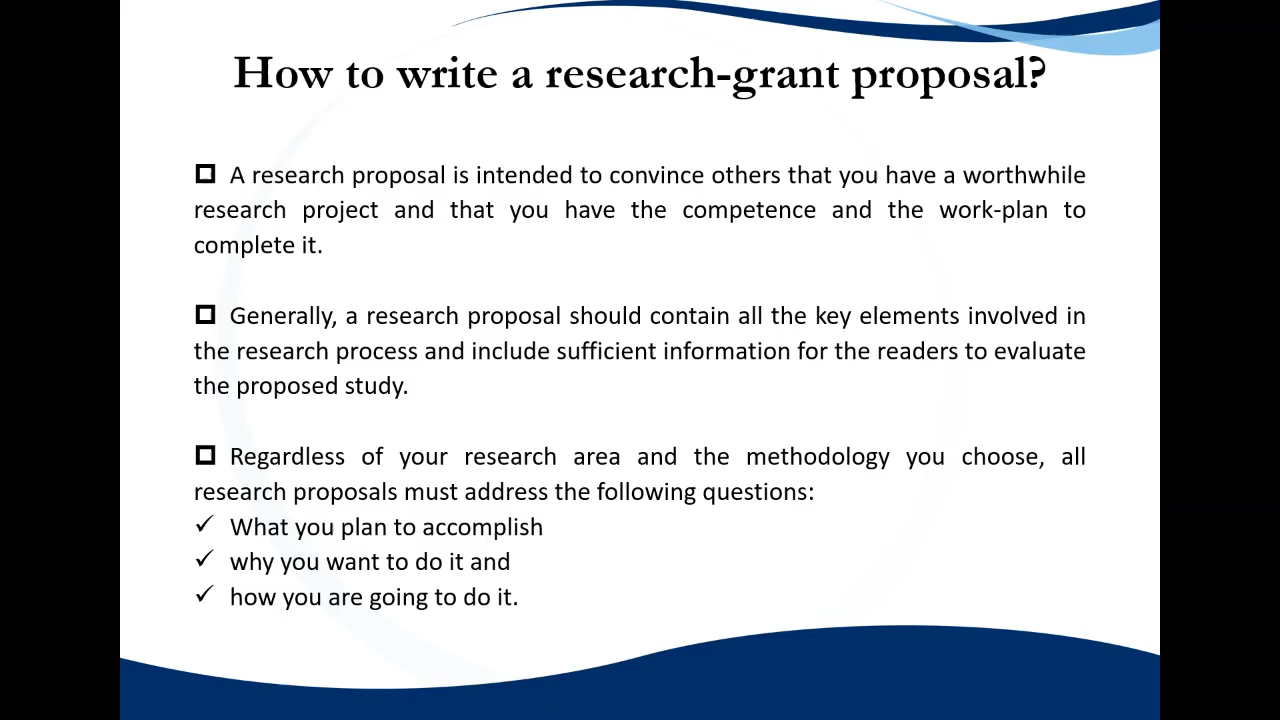 How to write a research-grant proposal?
A research proposal is intended to convince others that you have a worthwhile
research project and that you have the competence and the work-plan to
complete it.
Generally, a research proposal should contain all the key elements involved in
the research process and include sufficient information for the readers to evaluate
the proposed study.
Regardless of your research area and the methodology you choose, all
research proposals must address the following questions:
✓ What you plan to accomplish
✓ why you want to do it and
✓ how you are going to do it.